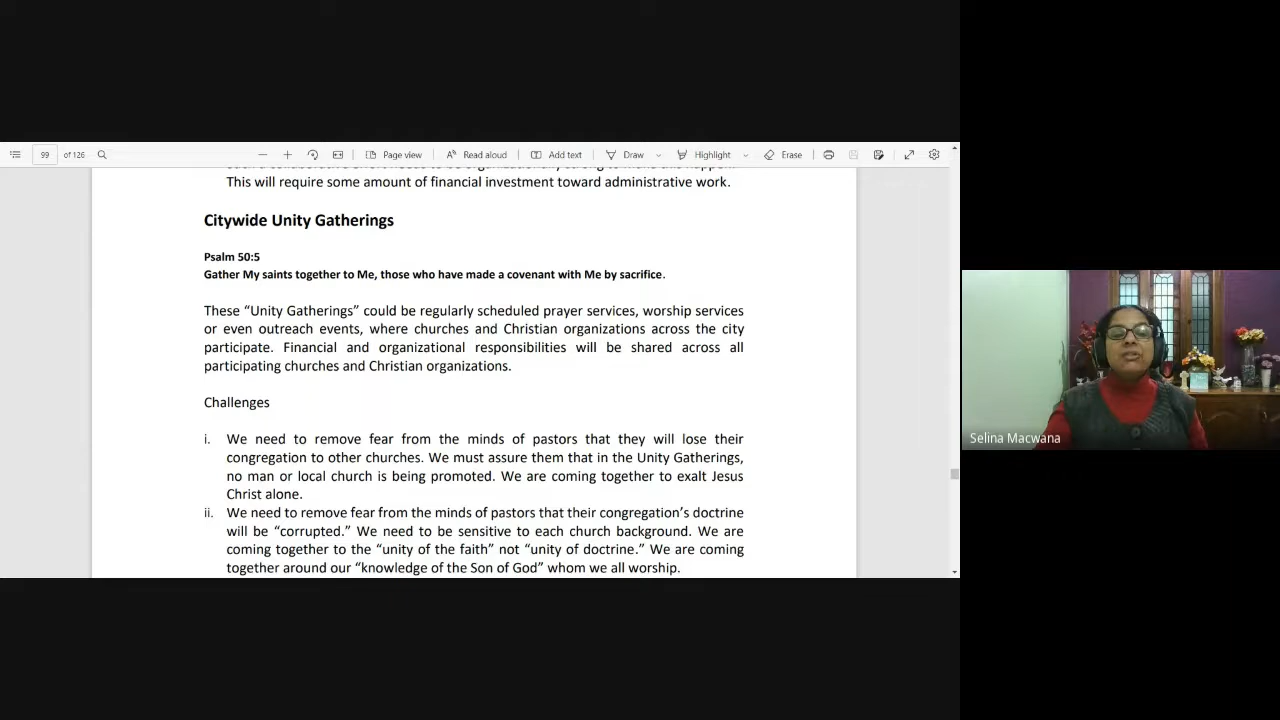 99 of 126 Page view Read aloud Add text Draw Highlight Erase
This will require some amount of financial investment toward administrative work.
Citywide Unity Gatherings
Psalm 50:5
Gather My saints together to Me, those who have made a covenant with Me by sacrifice.
These “Unity Gatherings” could be regularly scheduled prayer services, worship services
or even outreach events, where churches and Christian organizations across the city
participate. Financial and organizational responsibilities will be shared across all
participating churches and Christian organizations.
Challenges
i. We need to remove fear from the minds of pastors that they will lose their
congregation to other churches. We must assure them that in the Unity Gatherings,
no man or local church is being promoted. We are coming together to exalt Jesus
Christ alone.
ii. We need to remove fear from the minds of pastors that their congregation’s doctrine
will be “corrupted.” We need to be sensitive to each church background. We are
coming together to the “unity of the faith” not “unity of doctrine.” We are coming
together around our “knowledge of the Son of God” whom we all worship.
Selina Macwana